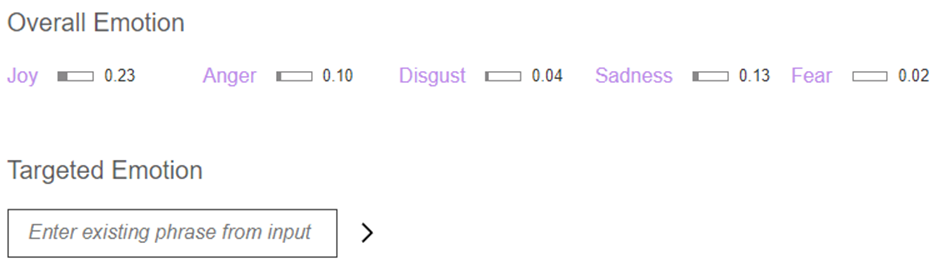 Overall Emotion
Joy 0.23 Anger 0.10 Disgust 0.04 Sadness 0.13 Fear 0.02
Targeted Emotion
Enter existing phrase from input